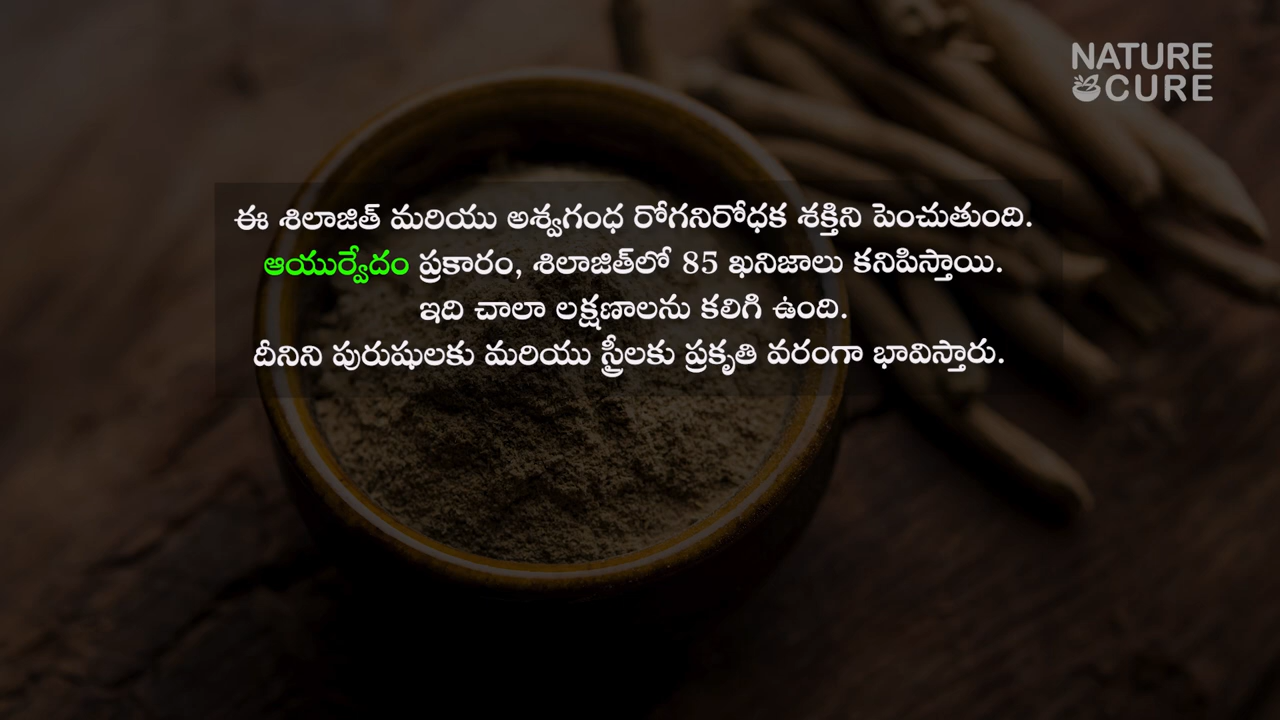 NATURE
CURE
ఈ శిలాజిత్ మరియు అశ్వగంధ రోగనిరోధక శక్తిని పెంచుతుంది.
ఆయుర్వేదం ప్రకారం, శిలాజిత్‌లో 85 ఖనిజాలు కనిపిస్తాయి.
ఇది చాలా లక్షణాలను కలిగి ఉంది.
దీనిని పురుషులకు మరియు స్త్రీలకు ప్రకృతి వరంగా భావిస్తారు.